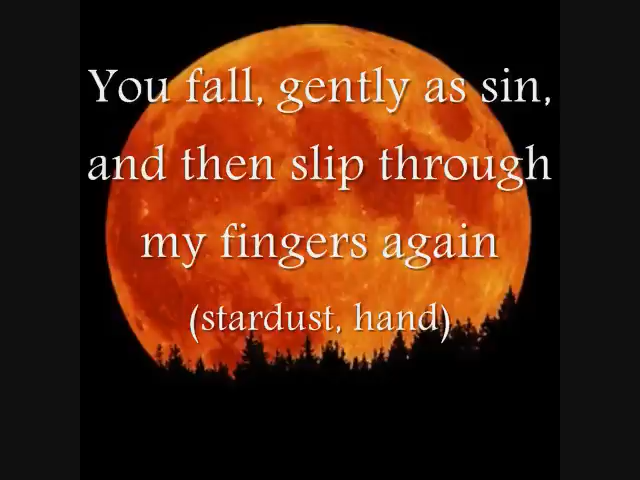 You fall, gently as sin,
and then slip through
my fingers again
(stardust, hand)